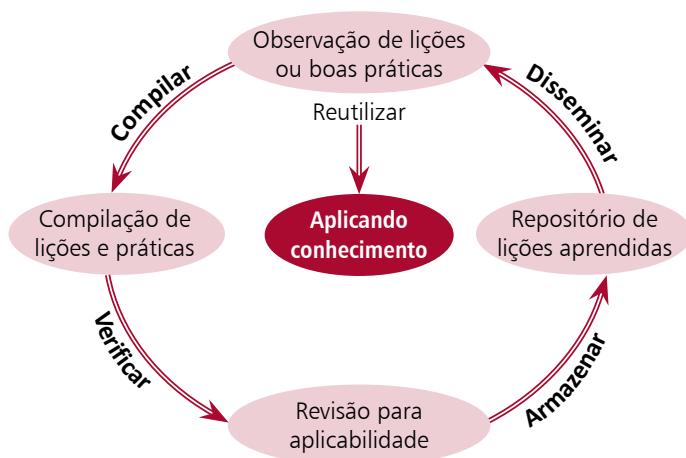 Observação de lições
ou boas práticas
Compilar
Disseminar
Reutilizar
Compilação de
lições e práticas
Aplicando
conhecimento
Repositório de
lições aprendidas
Verificar
Armazenar
Revisão para
aplicabilidade